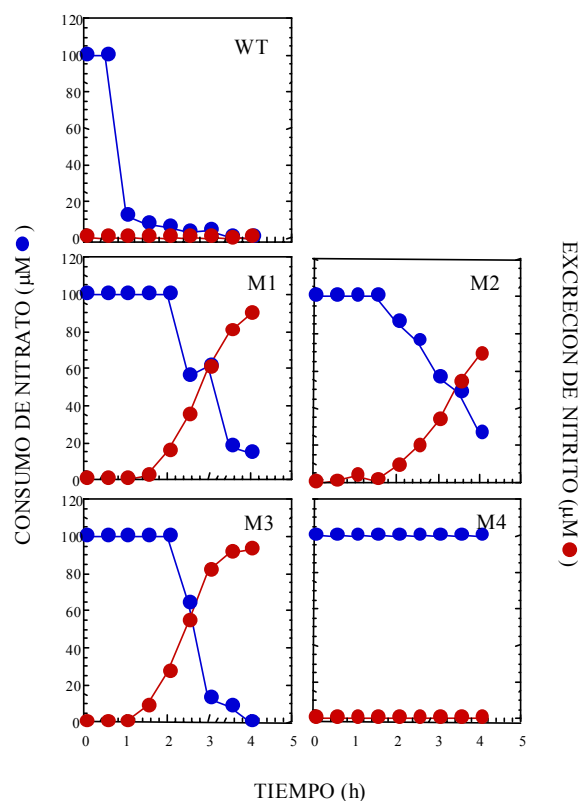 WT
120
100
80
60
40
20
0
M1
120
100
80
60
40
20
0
M2
M3
120
100
80
60
40
20
0
0 1 2 3 4 5
M4
0 1 2 3 4 5
CONSUMO DE NITRATO (µM )
EXCRECION DE NITRITO (µM )
TIEMPO (h)